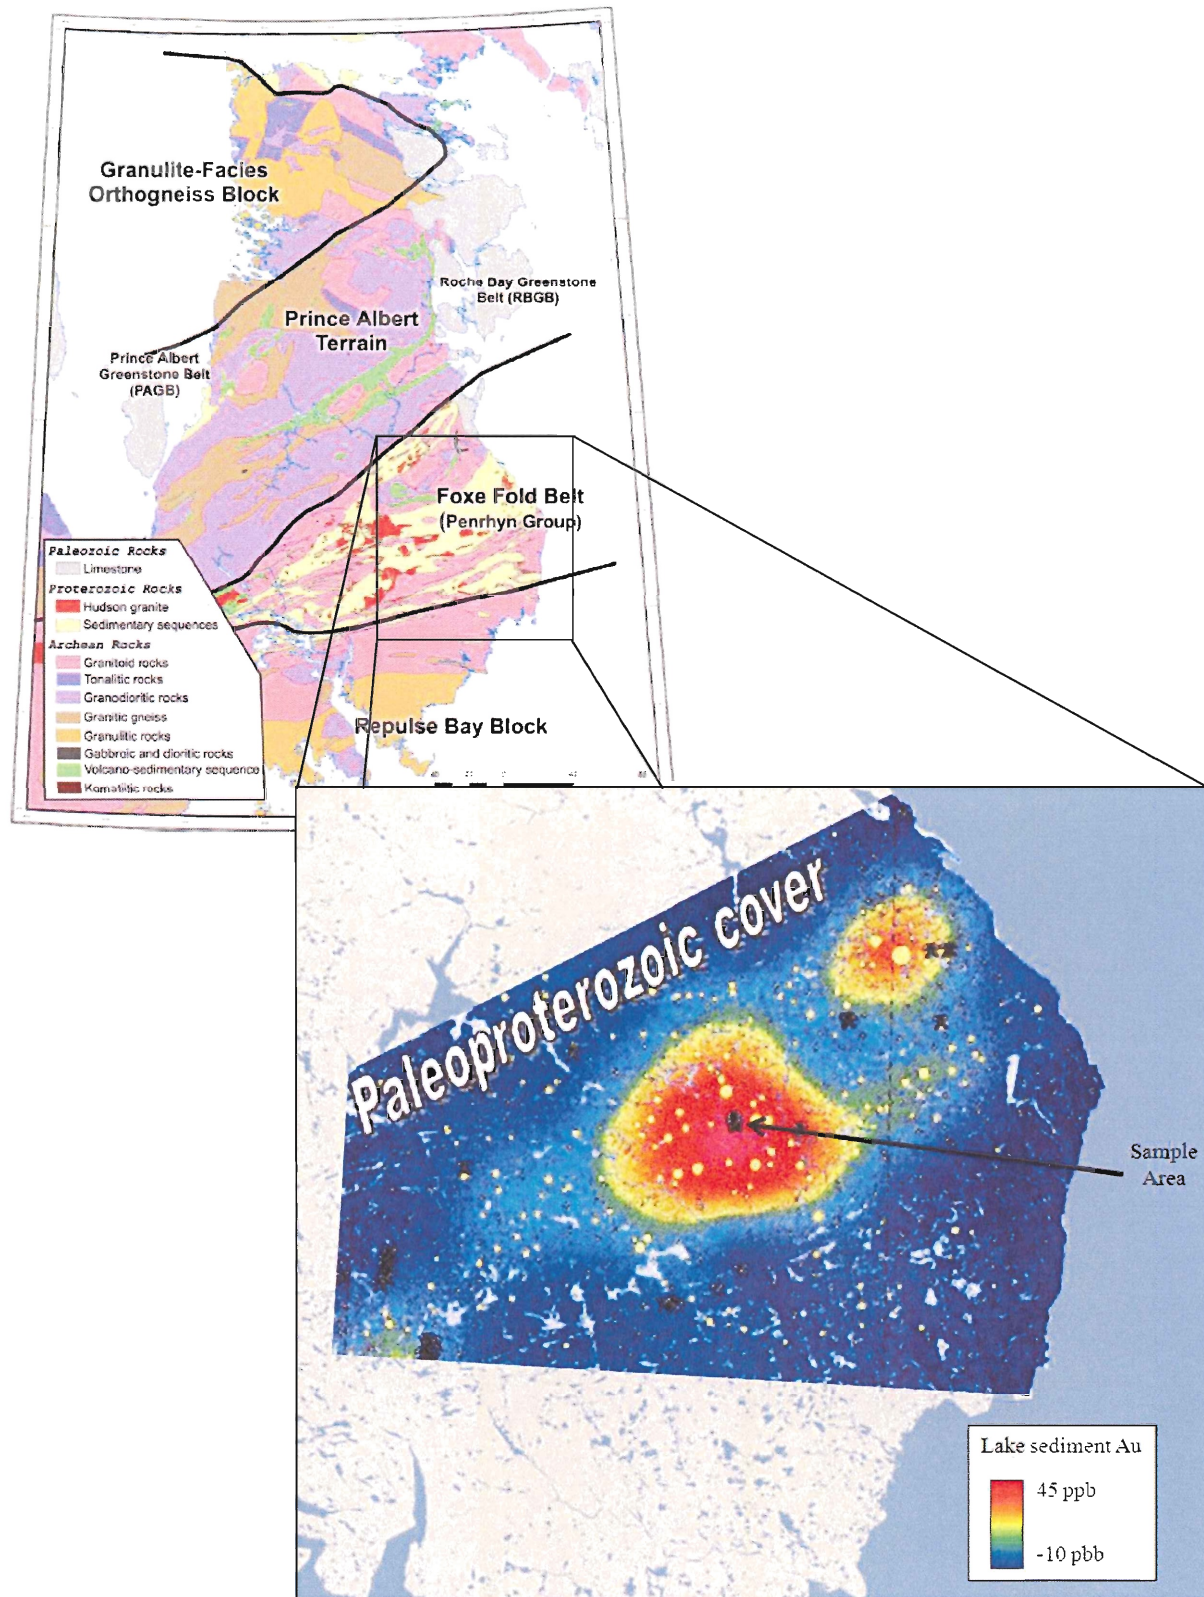 Granulite-Facies
Orthogneiss Block
Roche Bay Greenstone
Belt (RBGB)
Prince Albert
Terrain
Prince Albert
Greenstone Belt
(PAGB)
Foxe Fold Belt
(Penrhyn Group)
Paleozoic Rocks
Limestone
Proterozoic Rocks
Hudson granite
Sedimentary sequences
Archean Rocks
Granitoid rocks
Tonalitic rocks
Granodioritic rocks
Granitic gneiss
Granulitic rocks
Gabbroic and dioritic rocks
Volcano-sedimentary sequence
Komatiitic rocks
Repulse Bay Block
Paleoproterozoic cover
Sample
Area
Lake sediment Au
45 ppb
-10 pbb